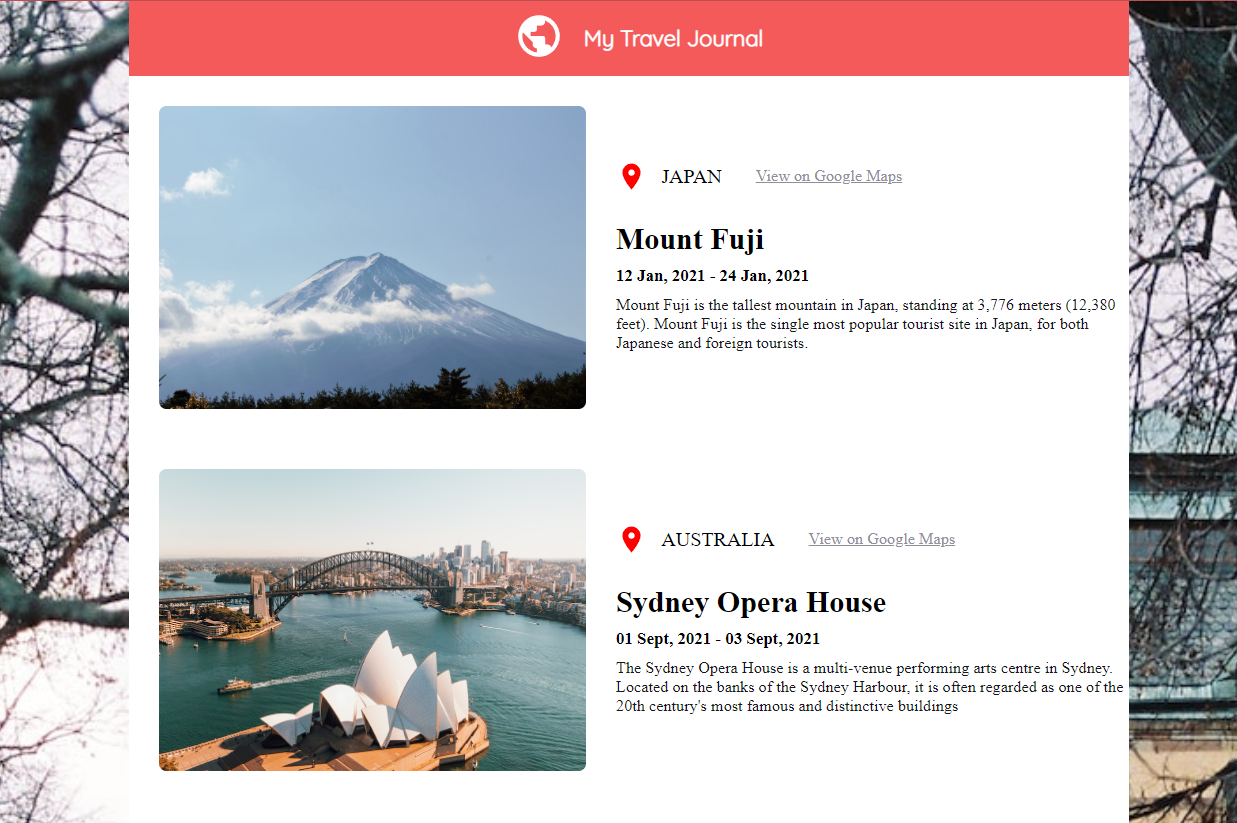 My Travel Journal
JAPAN View on Google Maps
Mount Fuji
12 Jan, 2021 - 24 Jan, 2021
Mount Fuji is the tallest mountain in Japan, standing at 3,776 meters (12,380
feet). Mount Fuji is the single most popular tourist site in Japan, for both
Japanese and foreign tourists.
AUSTRALIA View on Google Maps
Sydney Opera House
01 Sept, 2021 - 03 Sept, 2021
The Sydney Opera House is a multi-venue performing arts centre in Sydney.
Located on the banks of the Sydney Harbour, it is often regarded as one of the
20th century's most famous and distinctive buildings